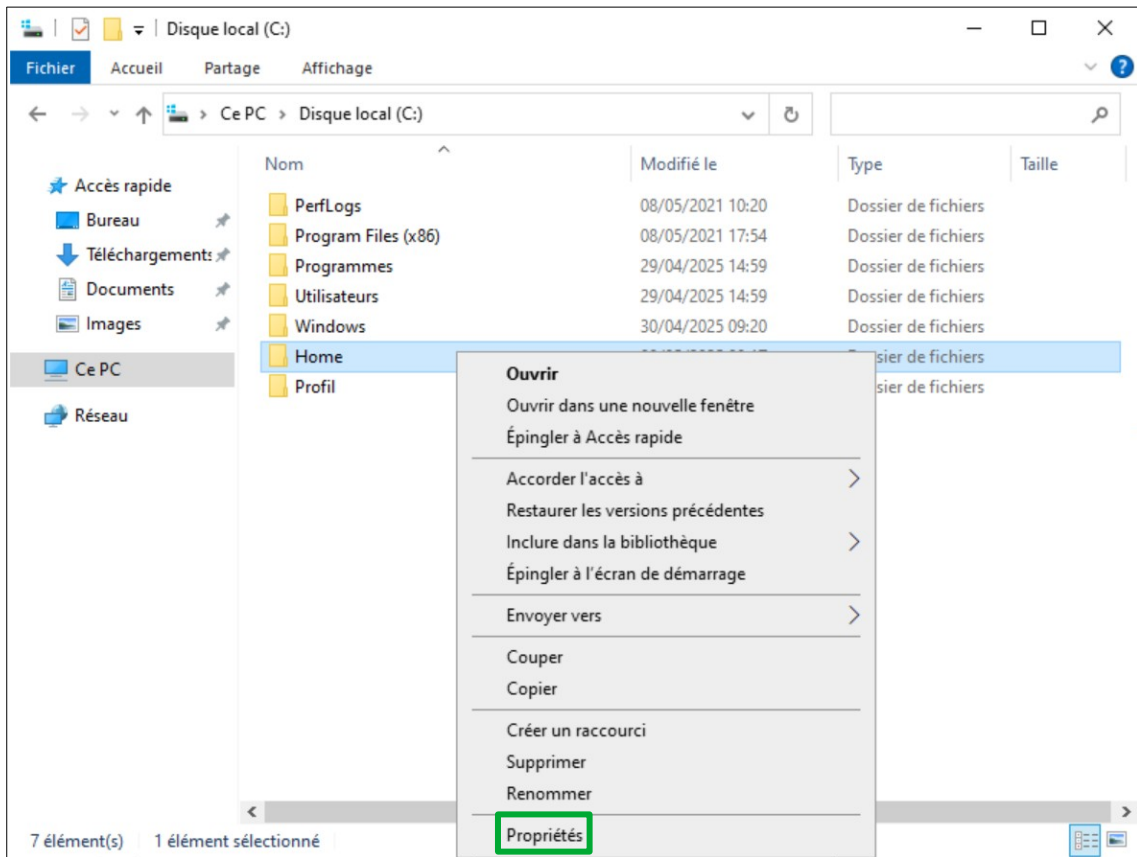 Disque local (C:)
Fichier Accueil Partage Affichage
Ce PC > Disque local (C:)
Nom Modifié le Type Taille
Accès rapide
Bureau
Téléchargements
Documents
Images
Ce PC
Réseau
PerfLogs 08/05/2021 10:20 Dossier de fichiers
Program Files (x86) 08/05/2021 17:54 Dossier de fichiers
Programmes 29/04/2025 14:59 Dossier de fichiers
Utilisateurs 29/04/2025 14:59 Dossier de fichiers
Windows 30/04/2025 09:20 Dossier de fichiers
Home de fichiers
Profil de fichiers
Ouvrir
Ouvrir dans une nouvelle fenêtre
Épingler à Accès rapide
Accorder l'accès à
Restaurer les versions précédentes
Inclure dans la bibliothèque
Épingler à l'écran de démarrage
Envoyer vers
Couper
Copier
Créer un raccourci
Supprimer
Renommer
Propriétés
7 élément(s) 1 élément sélectionné